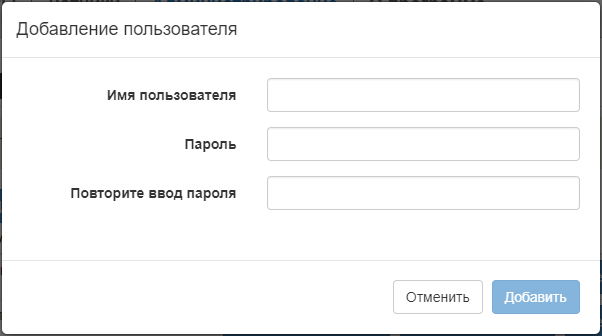 Добавление пользователя
Имя пользователя
Пароль
Повторите ввод пароля
Отменить
Добавить